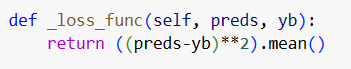 def _loss_func(self, preds, yb):
    return ((preds-yb)**2).mean()